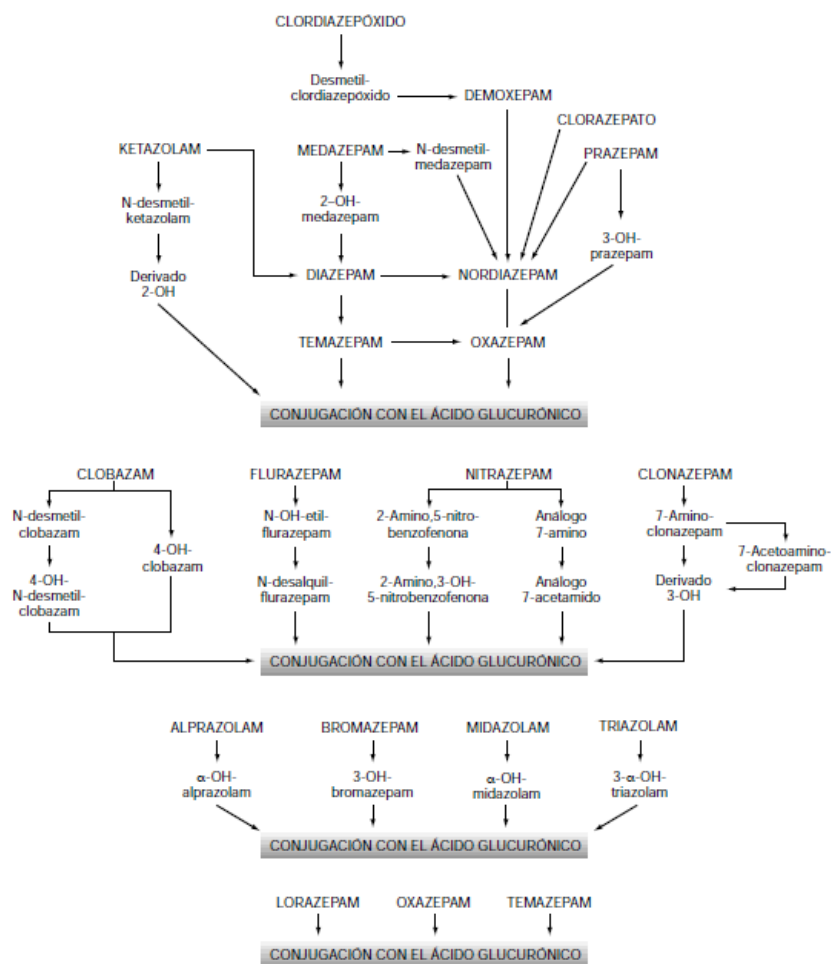 CLORDIAZEPÓXIDO
Desmetil-
clordiazepóxido
DEMOXEPAM
CLORAZEPATO
KETAZOLAM
MEDAZEPAM
N-desmetil-
medazepam
PRAZEPAM
N-desmetil-
ketazolam
2-OH-
medazepam
3-OH-
prazepam
Derivado
2-OH
DIAZEPAM
NORDIAZEPAM
TEMAZEPAM
OXAZEPAM
CONJUGACIÓN CON EL ÁCIDO GLUCURÓNICO
CLOBAZAM
FLURAZEPAM
NITRAZEPAM
CLONAZEPAM
N-desmetil-
clobazam
4-OH-
clobazam
N-OH-etil-
flurazepam
2-Amino,5-nitro-
benzofenona
Análogo
7-amino
7-Amino-
clonazepam
7-Acetoamino-
clonazepam
4-OH-
N-desmetil-
clobazam
N-desalquil-
flurazepam
2-Amino,3-OH-
5-nitrobenzofenona
Análogo
7-acetamido
Derivado
3-OH
CONJUGACIÓN CON EL ÁCIDO GLUCURÓNICO
ALPRAZOLAM
BROMAZEPAM
MIDAZOLAM
TRIAZOLAM
α-OH-
alprazolam
3-OH-
bromazepam
α-OH-
midazolam
3-α-OH-
triazolam
CONJUGACIÓN CON EL ÁCIDO GLUCURÓNICO
LORAZEPAM
OXAZEPAM
TEMAZEPAM
CONJUGACIÓN CON EL ÁCIDO GLUCURÓNICO